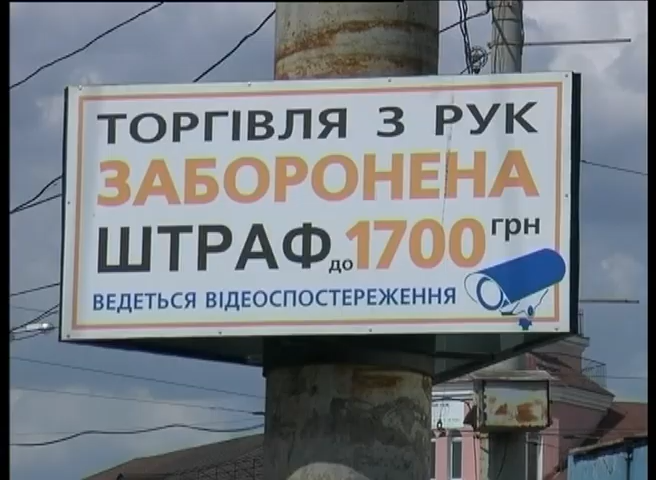 ТОРГІВЛЯ З РУК
ЗАБОРОНЕНА
ШТРАФ до 1700 грн
ВЕДЕТЬСЯ ВІДЕОСПОСТЕРЕЖЕННЯ